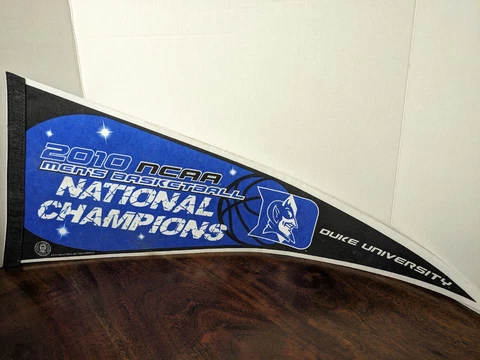 2010 NCAA
MEN'S BASKETBALL
NATIONAL
CHAMPIONS
DUKE UNIVERSITY